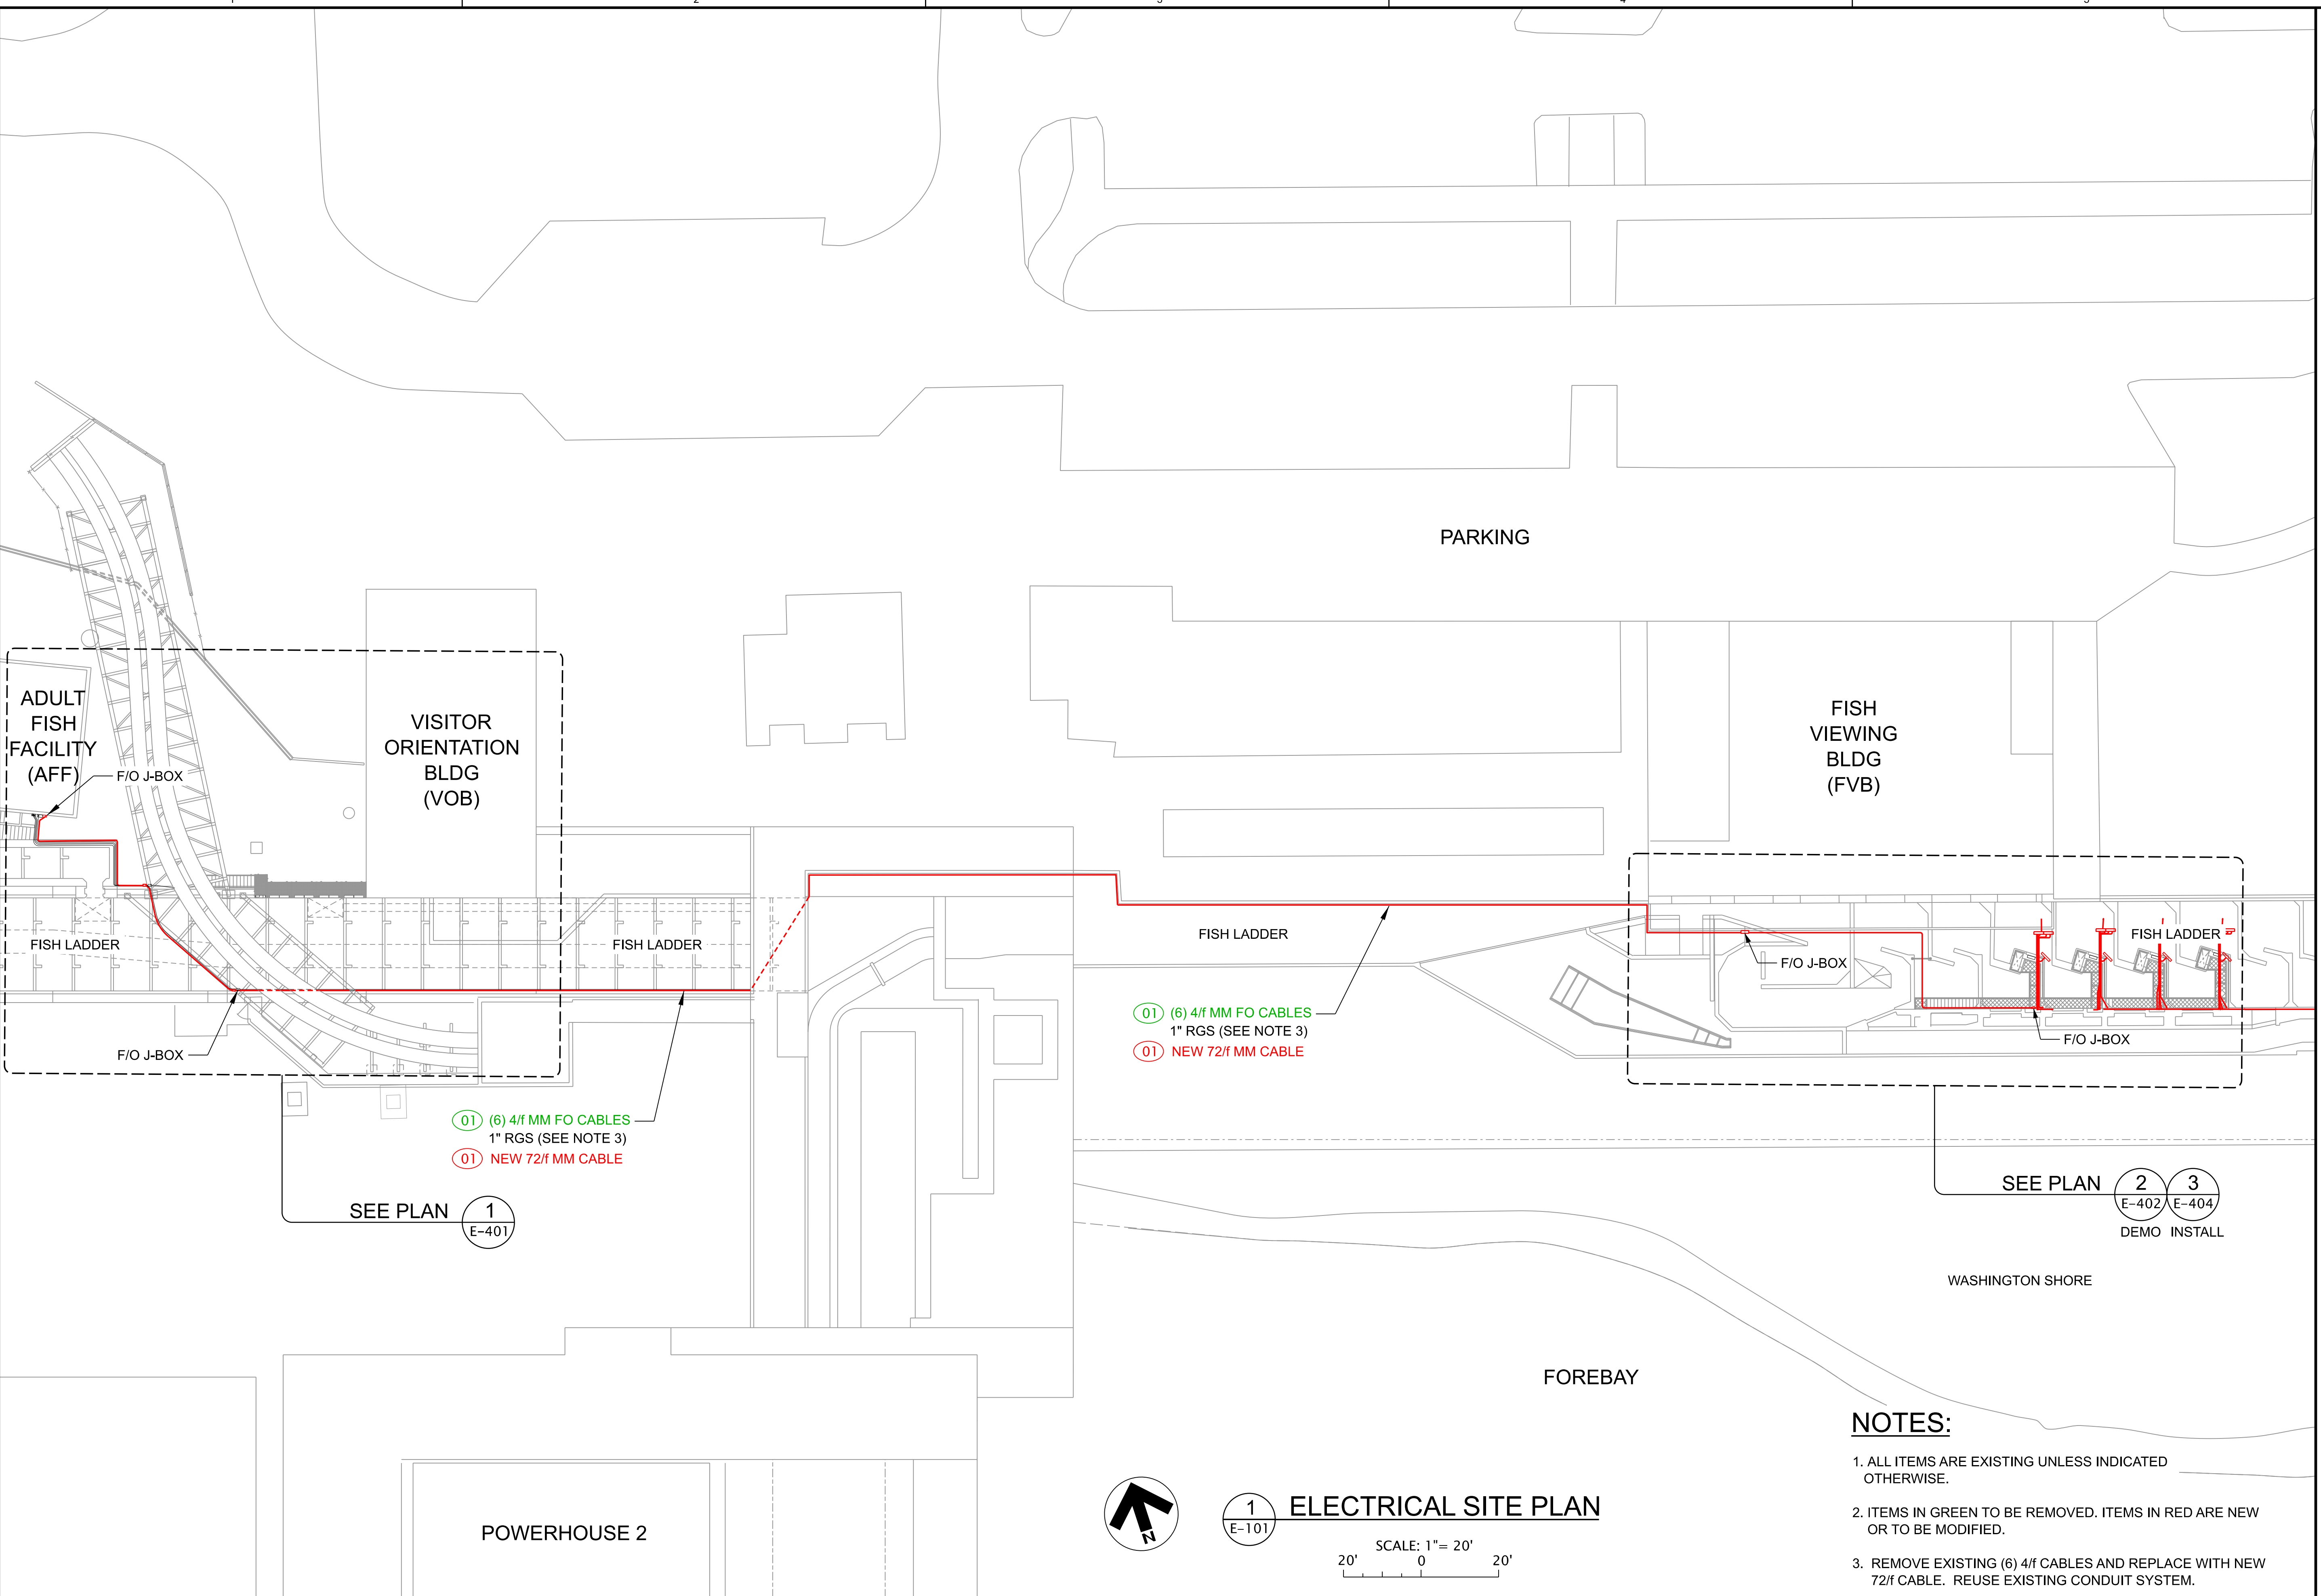 PARKING
ADULT
FISH
FACILITY
(AFF)
F/O J-BOX
VISITOR
ORIENTATION
BLDG
(VOB)
FISH
VIEWING
BLDG
(FVB)
FISH LADDER
FISH LADDER
FISH LADDER
FISH LADDER
F/O J-BOX
F/O J-BOX
F/O J-BOX
01 (6) 4/f MM FO CABLES
1" RGS (SEE NOTE 3)
01 NEW 72/f MM CABLE
01 (6) 4/f MM FO CABLES
1" RGS (SEE NOTE 3)
01 NEW 72/f MM CABLE
SEE PLAN 1
E-401
SEE PLAN 2 3
E-402 E-404
DEMO INSTALL
WASHINGTON SHORE
FOREBAY
POWERHOUSE 2
N
1 ELECTRICAL SITE PLAN
E-101
SCALE: 1"= 20'
20' 0 20'
NOTES:
1. ALL ITEMS ARE EXISTING UNLESS INDICATED
OTHERWISE.
2. ITEMS IN GREEN TO BE REMOVED. ITEMS IN RED ARE NEW
OR TO BE MODIFIED.
3. REMOVE EXISTING (6) 4/f CABLES AND REPLACE WITH NEW
72/f CABLE. REUSE EXISTING CONDUIT SYSTEM.